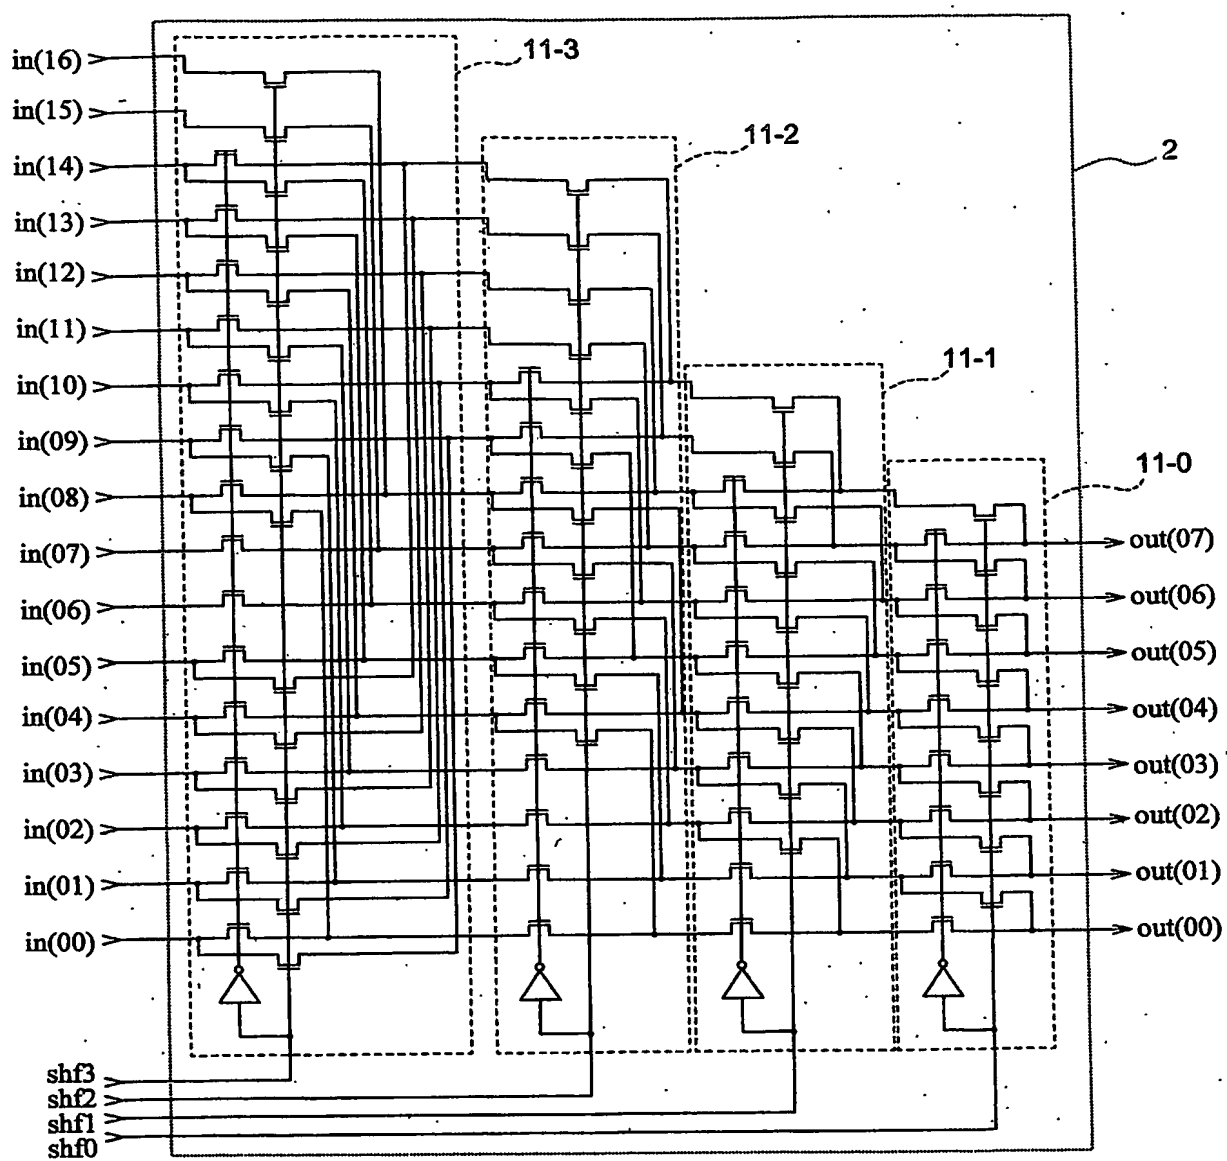 in(16)
11-3
in(15)
11-2
in(14)
2
in(13)
in(12)
in(11)
11-1
in(10)
in(09)
11-0
in(08)
out(07)
in(07)
out(06)
in(06)
out(05)
in(05)
out(04)
in(04)
out(03)
in(03)
out(02)
in(02)
out(01)
in(01)
out(00)
in(00)
shf3
shf2
shf1
shf0